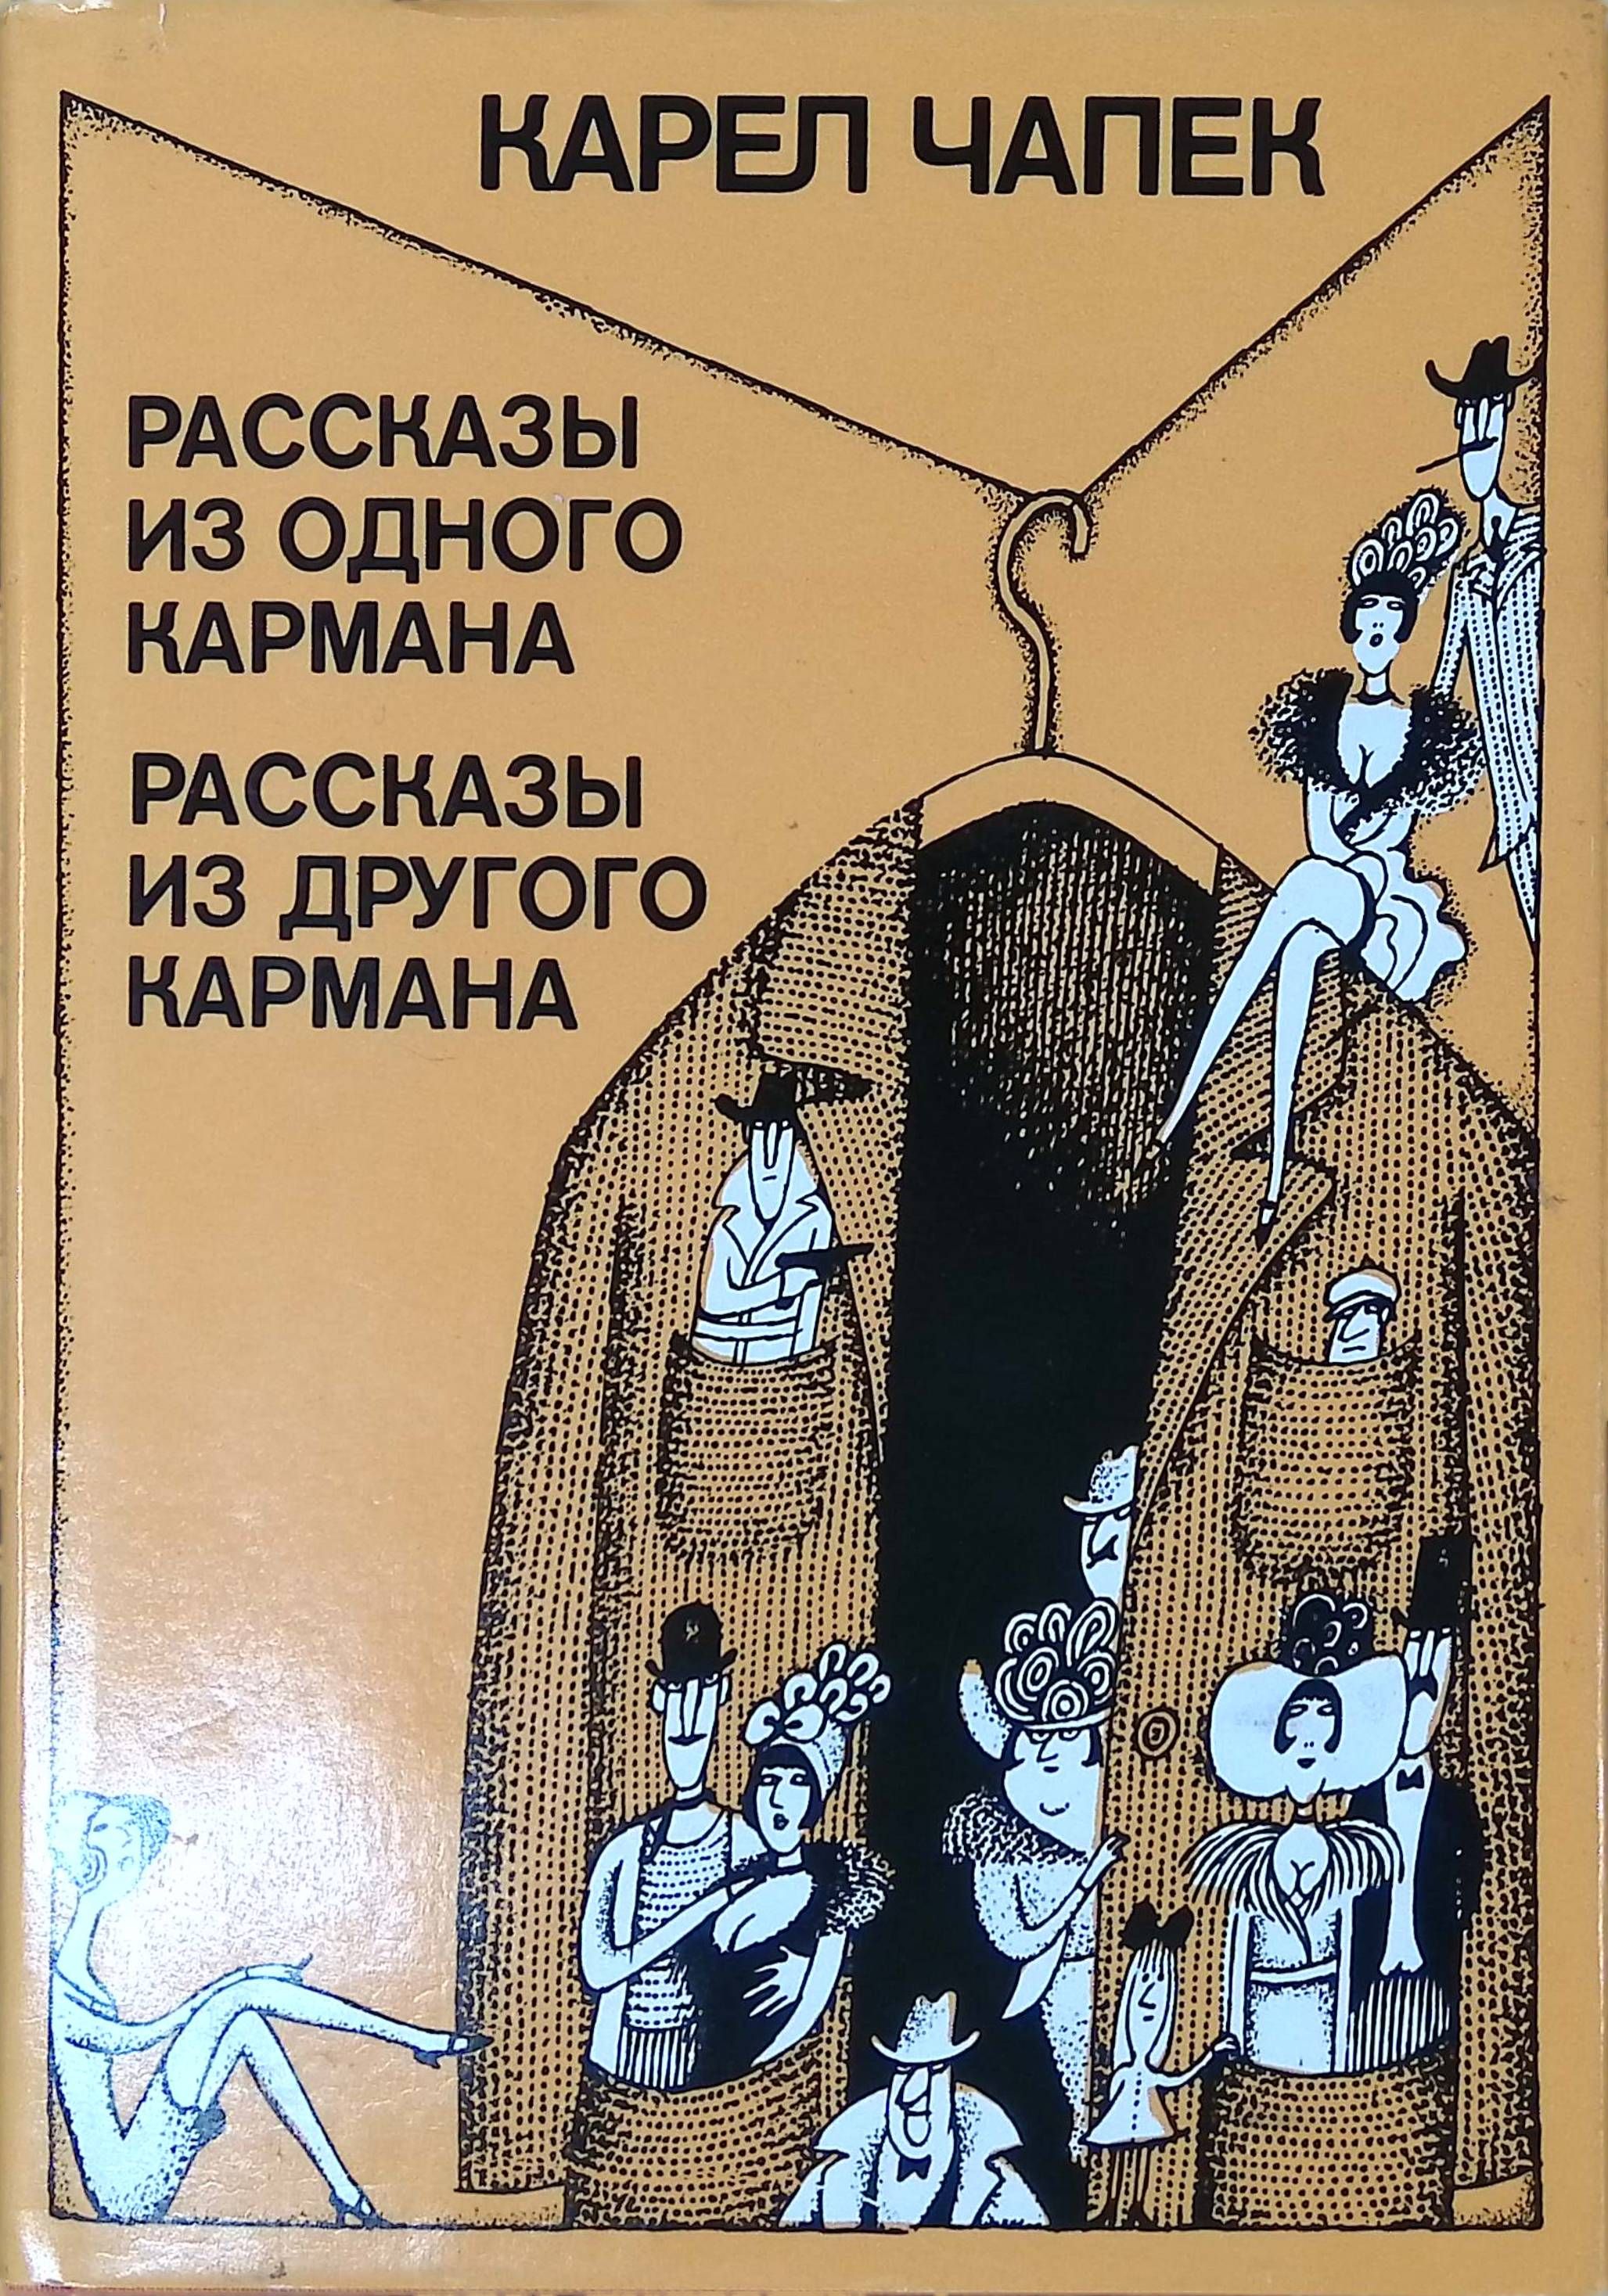 КАРЕЛ ЧАПЕК
РАССКАЗЫ
ИЗ ОДНОГО
КАРМАНА
РАССКАЗЫ
ИЗ ДРУГОГО
КАРМАНА